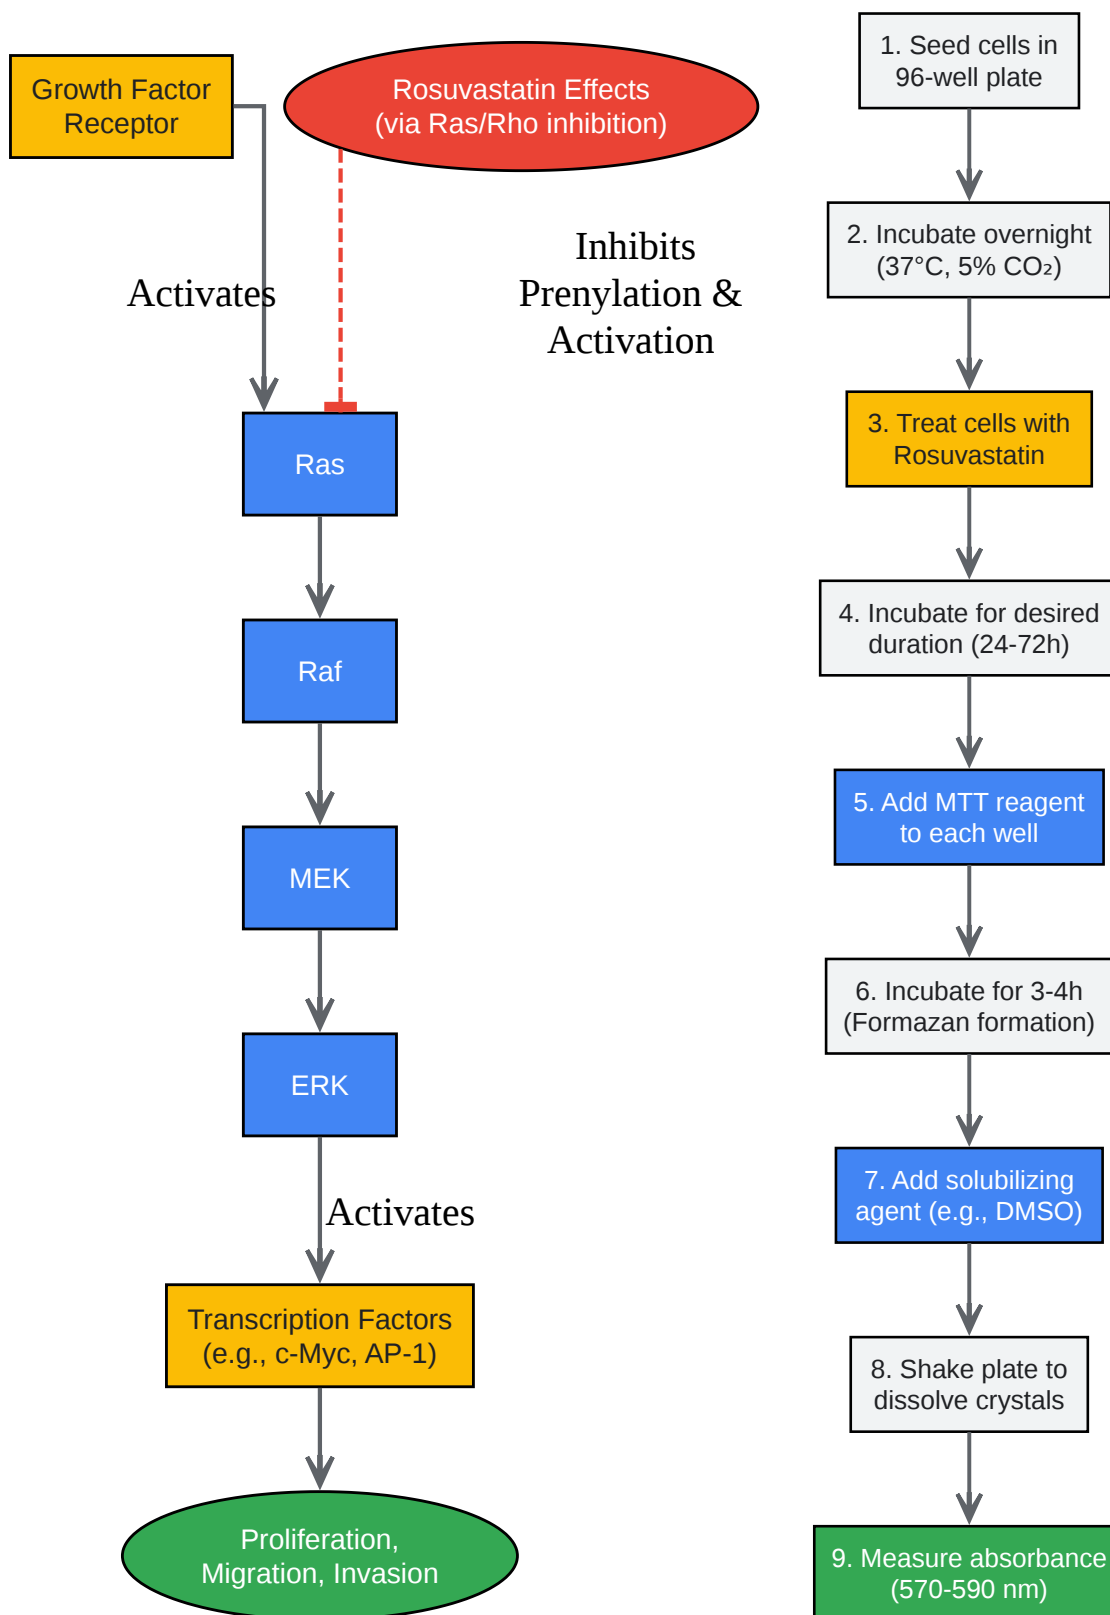 Growth Factor
Receptor
Rosuvastatin Effects
(via Ras/Rho inhibition)
Activates
Inhibits
Prenylation &
Activation
Ras
Raf
MEK
ERK
Activates
Transcription Factors
(e.g., c-Myc, AP-1)
Proliferation,
Migration, Invasion
1. Seed cells in
96-well plate
2. Incubate overnight
(37°C, 5% CO₂)
3. Treat cells with
Rosuvastatin
4. Incubate for desired
duration (24-72h)
5. Add MTT reagent
to each well
6. Incubate for 3-4h
(Formazan formation)
7. Add solubilizing
agent (e.g., DMSO)
8. Shake plate to
dissolve crystals
9. Measure absorbance
(570-590 nm)